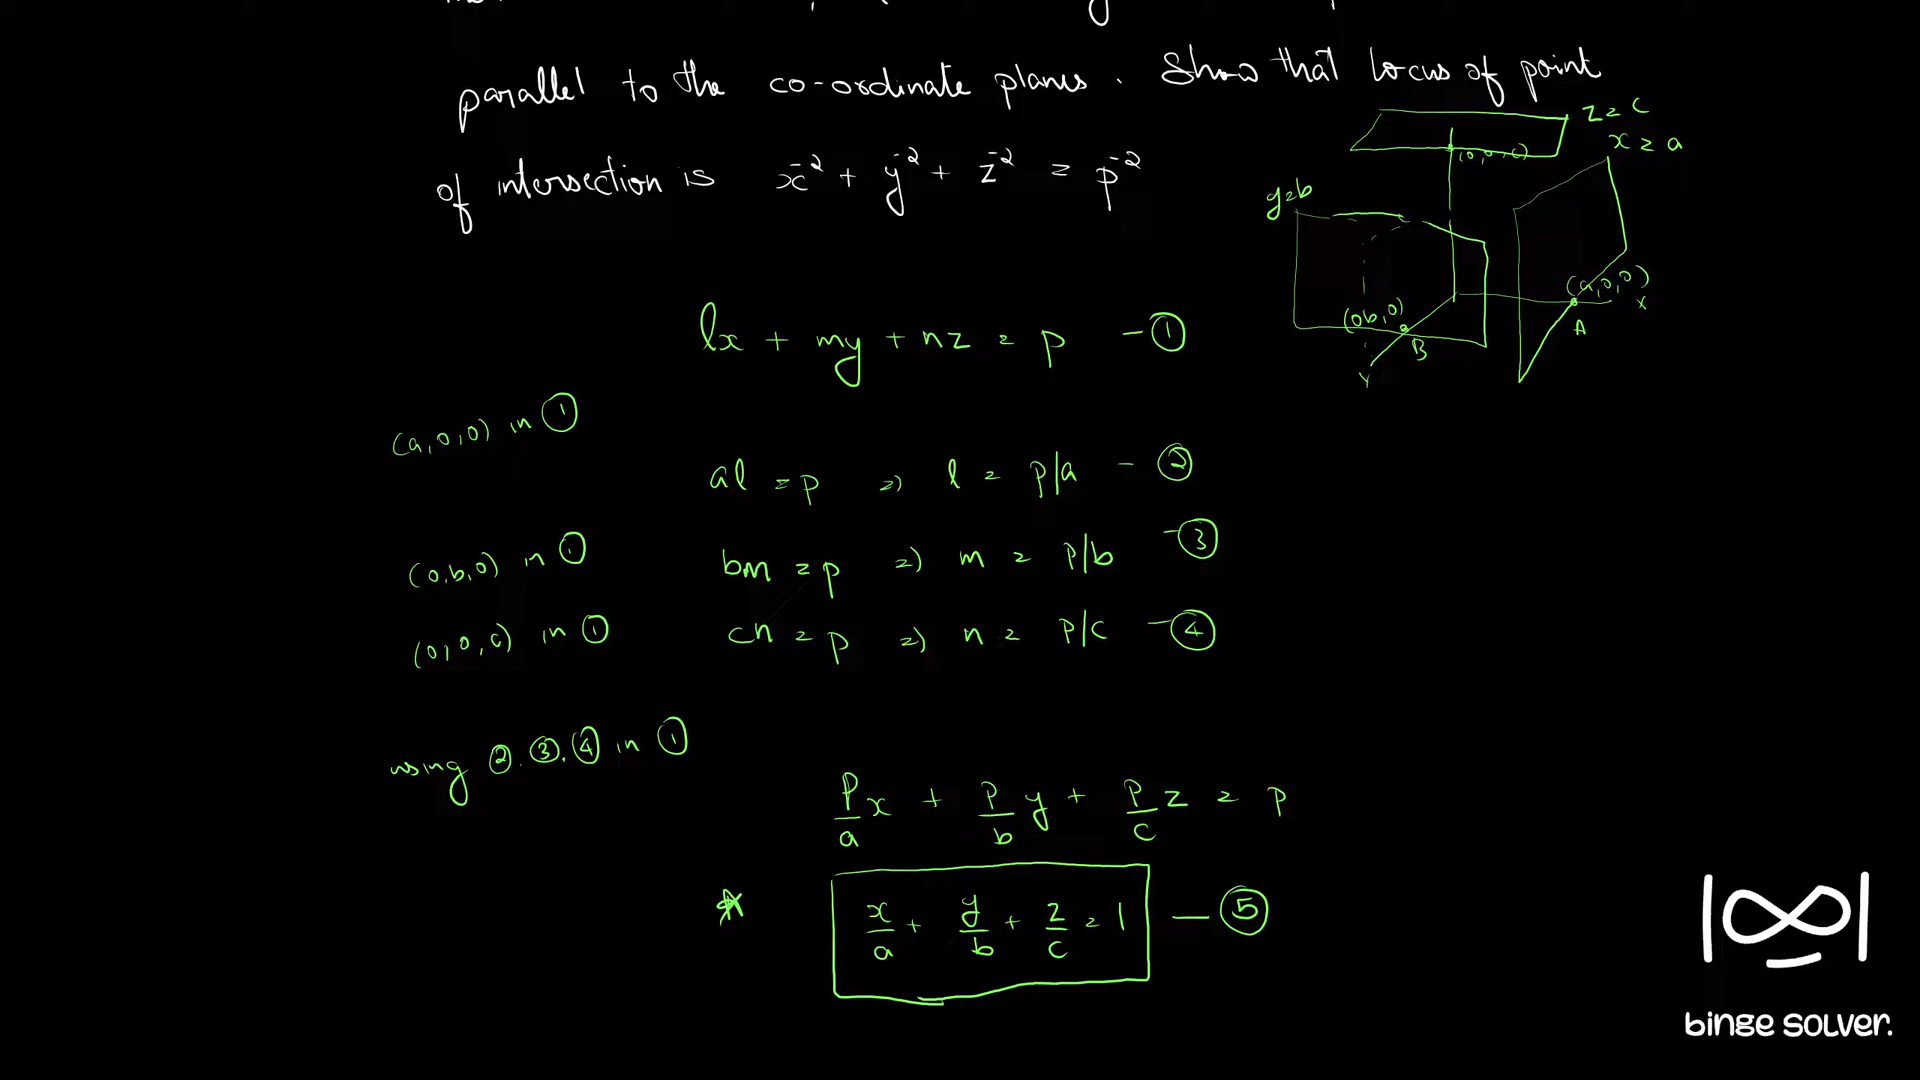 parallel to the co-ordinate planes. Show that locus of point
of intersection is x⁻² + y⁻² + z⁻² = p⁻²
z = c
x = a
(0,0,c)
y=b
(a,0,0)
(0b,0)
X
A
B
Y
lx + my + nz = p - ①
(a,0,0) in ①
al = p => l = p/a - ②
(0,b,0) in ①
bm = p => m = p/b - ③
(0,0,c) in ①
cn = p => n = p/c - ④
using ②.③.④ in ①
p/a x + p/b y + p/c z = p
x/a + y/b + z/c = 1 — ⑤
binge solver.